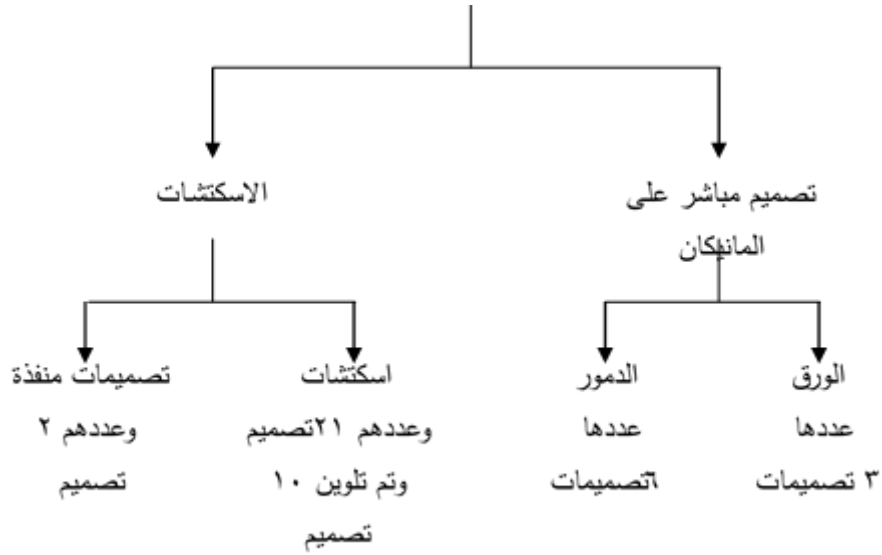 تصميم مباشر على
المانيكان
الاسكتشات
الورق
عددها
٣ تصميمات
الدمور
عددها
٦تصميمات
اسكتشات
وعددهم ٢١تصميم
وتم تلوين ١٠
تصميم
تصميمات منفذة
وعددهم ٢
تصميم